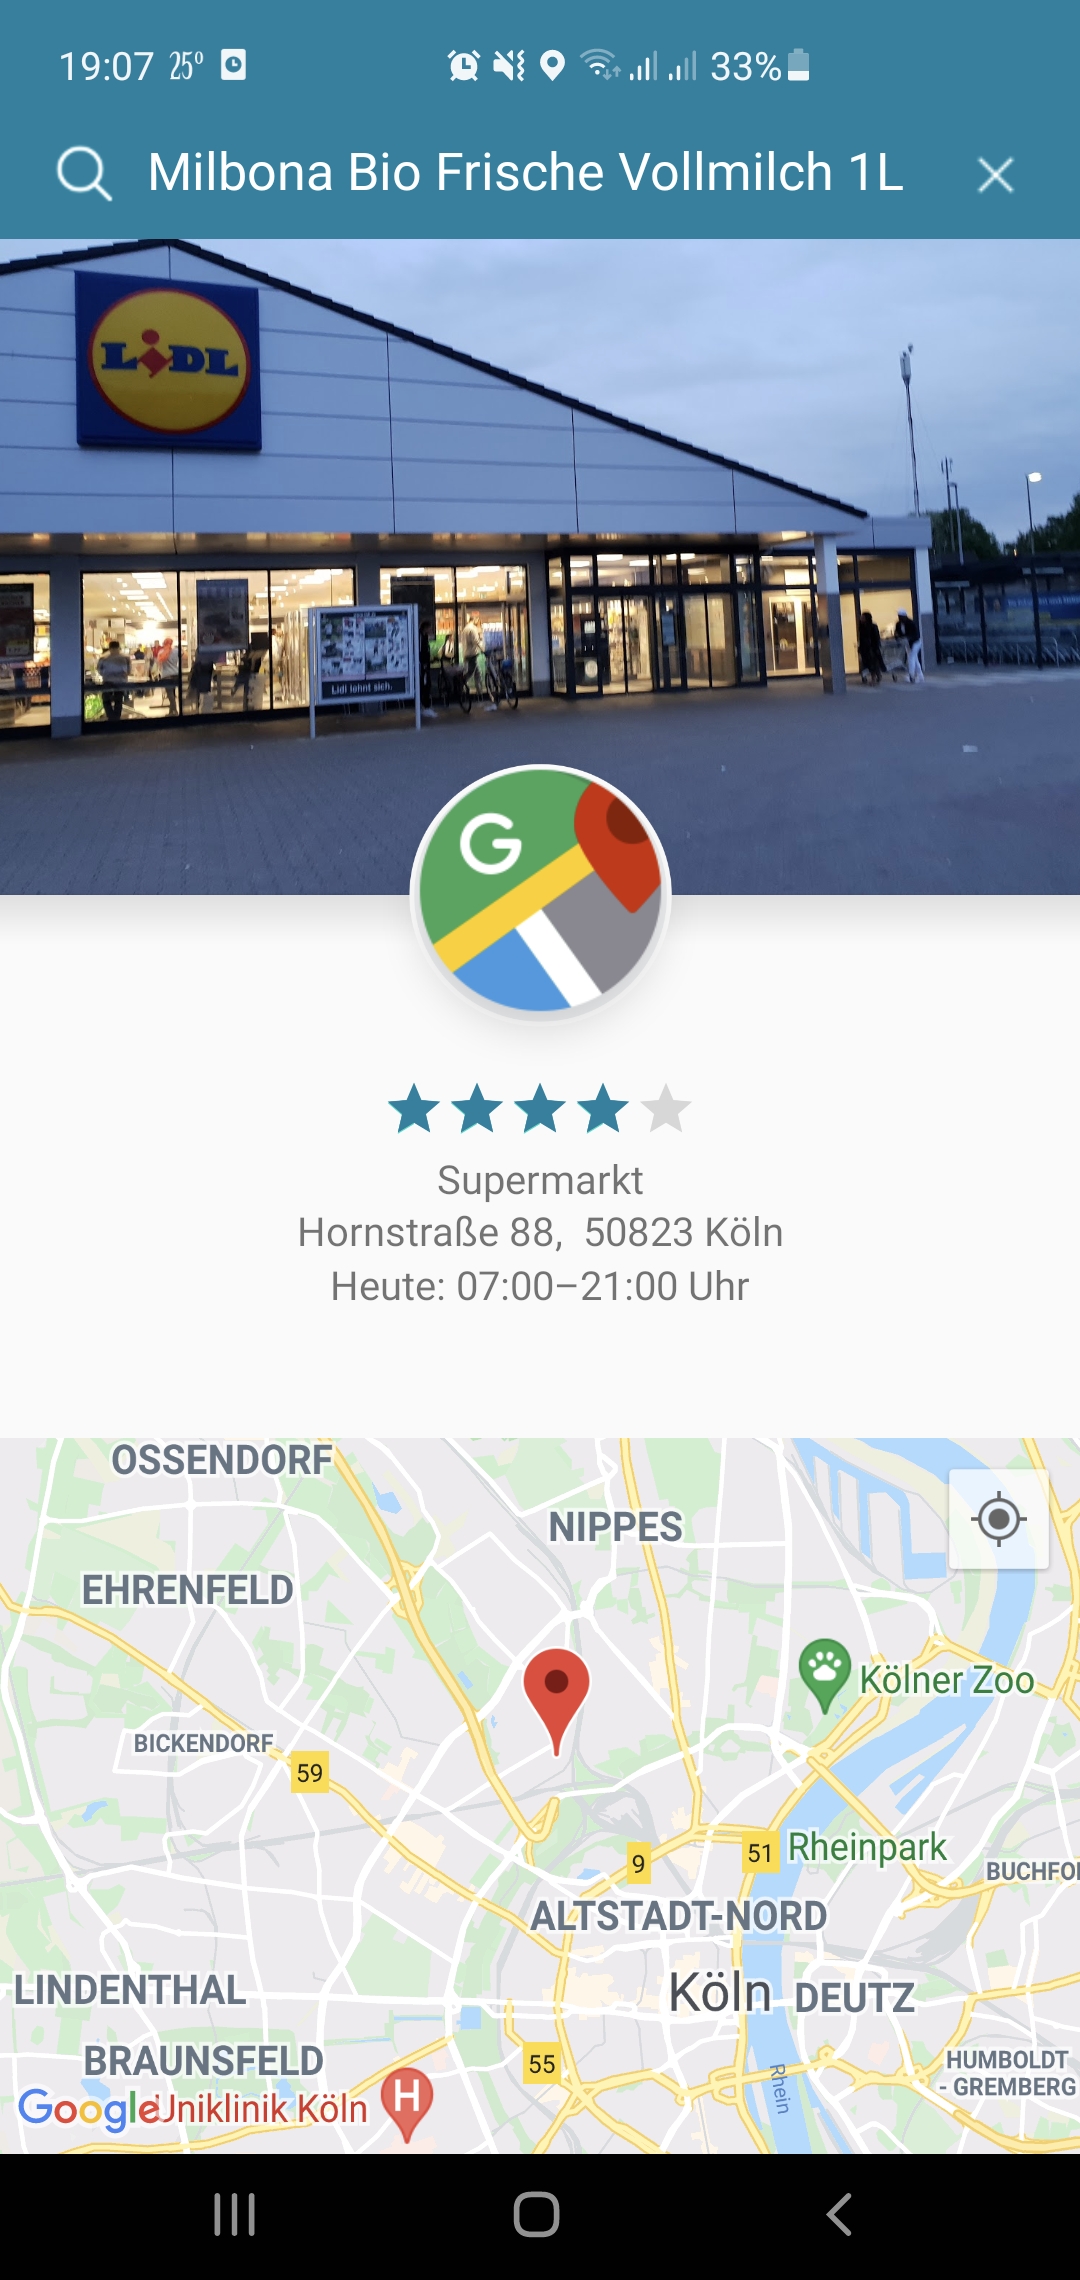 19:07 25° 33%
Milbona Bio Frische Vollmilch 1L
LIDL
Lidl lohnt sich.
G
Supermarkt
Hornstraße 88, 50823 Köln
Heute: 07:00–21:00 Uhr
OSSENDORF
NIPPES
EHRENFELD
Kölner Zoo
BICKENDORF
59
51 Rheinpark
9
BUCHFO
ALTSTADT-NORD
LINDENTHAL
Köln DEUTZ
BRAUNSFELD
55
HUMBOLDT
- GREMBERG
Rhein
Google Uniklinik Köln
H